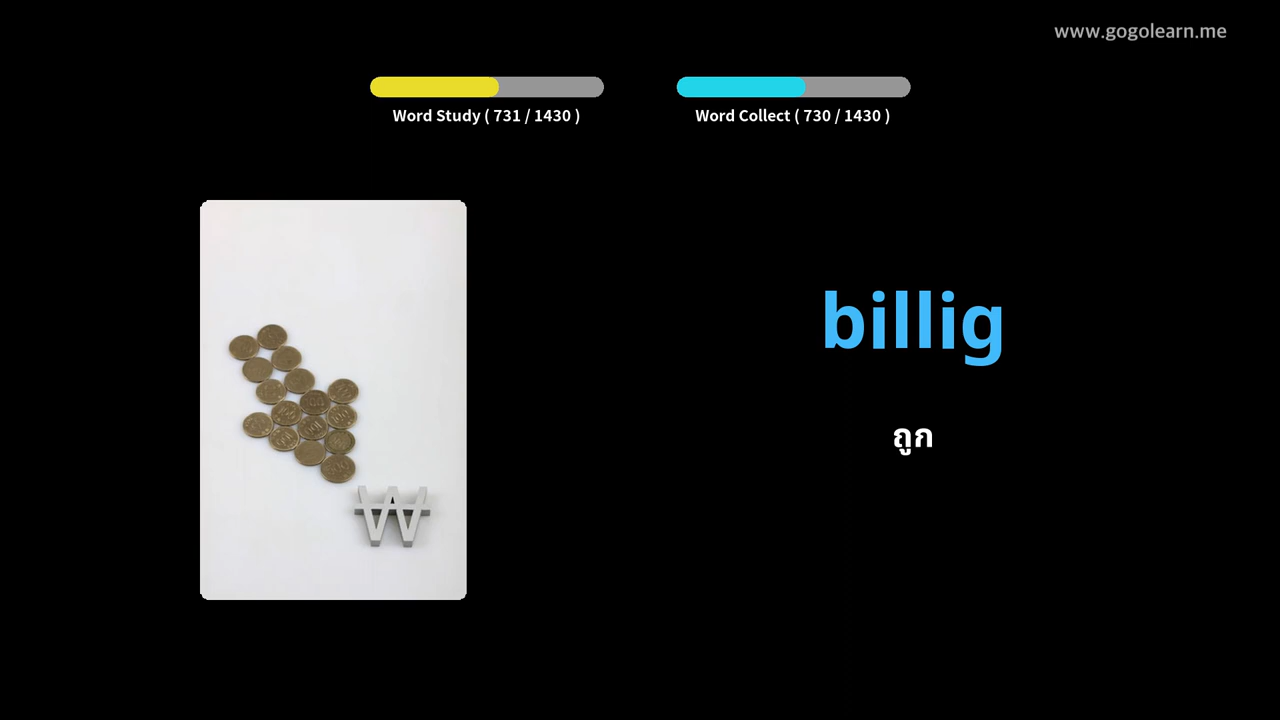 www.gogolearn.me
Word Study ( 731 / 1430 )
Word Collect ( 730 / 1430 )
billig
ถูก
₩